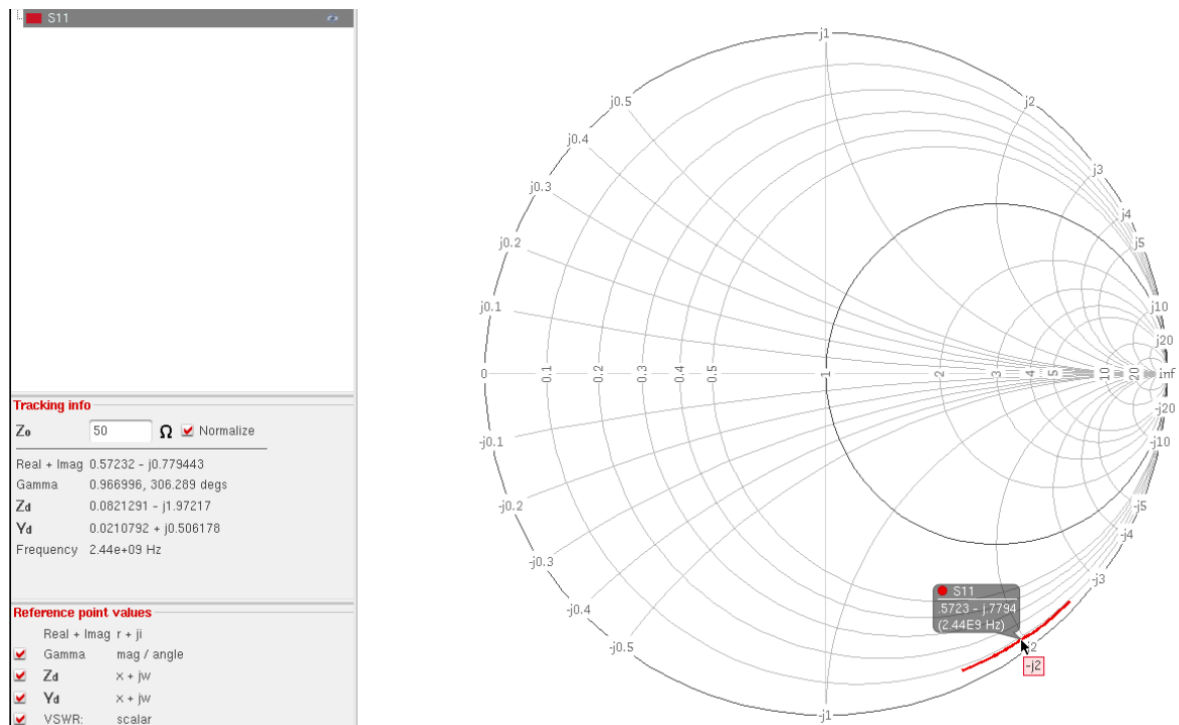 S11
Tracking info
Zo 50 Ω Normalize
Real + Imag 0.57232 - j0.779443
Gamma 0.966996, 306.289 degs
Zd 0.0821291 - j1.97217
Yd 0.0210792 + j0.506178
Frequency 2.44e+09 Hz
Reference point values
Real + Imag r + ji
Gamma mag / angle
Zd x + jw
Yd x + jw
VSWR: scalar
j1
j0.5
j2
j0.4
j3
j0.3
j4
j0.2
j5
j0.1
j10
j20
0 0.1 0.2 0.3 0.4 0.5 1 2 3 4 5 10 20 inf
-j20
-j0.1
-j10
-j0.2
-j5
-j4
-j0.3
-j3
S11
.5723 - j.7794
(2.44E9 Hz)
-j0.4
-j0.5
j2
-j2
-j1